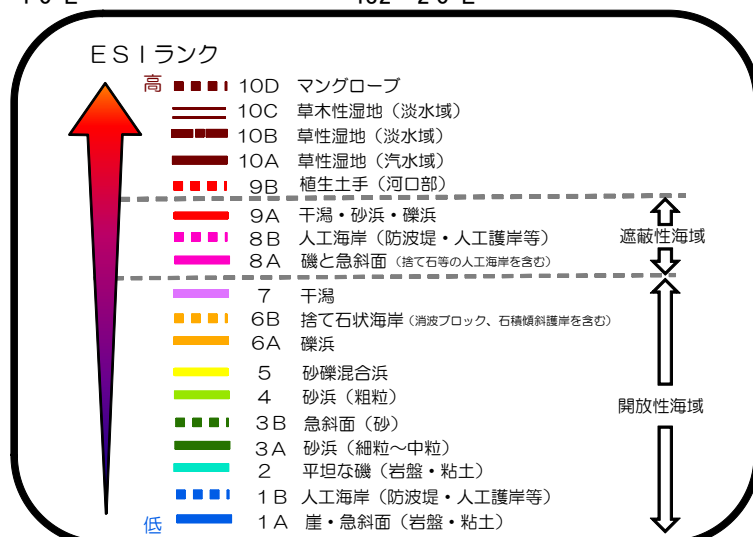 ＥＳＩランク
高 10D マングローブ
10C 草木性湿地（淡水域）
10B 草性湿地（淡水域）
10A 草性湿地（汽水域）
9B 植生土手（河口部）
9A 干潟・砂浜・礫浜
8B 人工海岸（防波堤・人工護岸等）
遮蔽性海域
8A 磯と急斜面（捨て石等の人工海岸を含む）
7 干潟
6B 捨て石状海岸（消波ブロック、石積傾斜護岸を含む）
6A 礫浜
5 砂礫混合浜
4 砂浜（粗粒）
開放性海域
3B 急斜面（砂）
3A 砂浜（細粒～中粒）
2 平坦な磯（岩盤・粘土）
1B 人工海岸（防波堤・人工護岸等）
低 1A 崖・急斜面（岩盤・粘土）